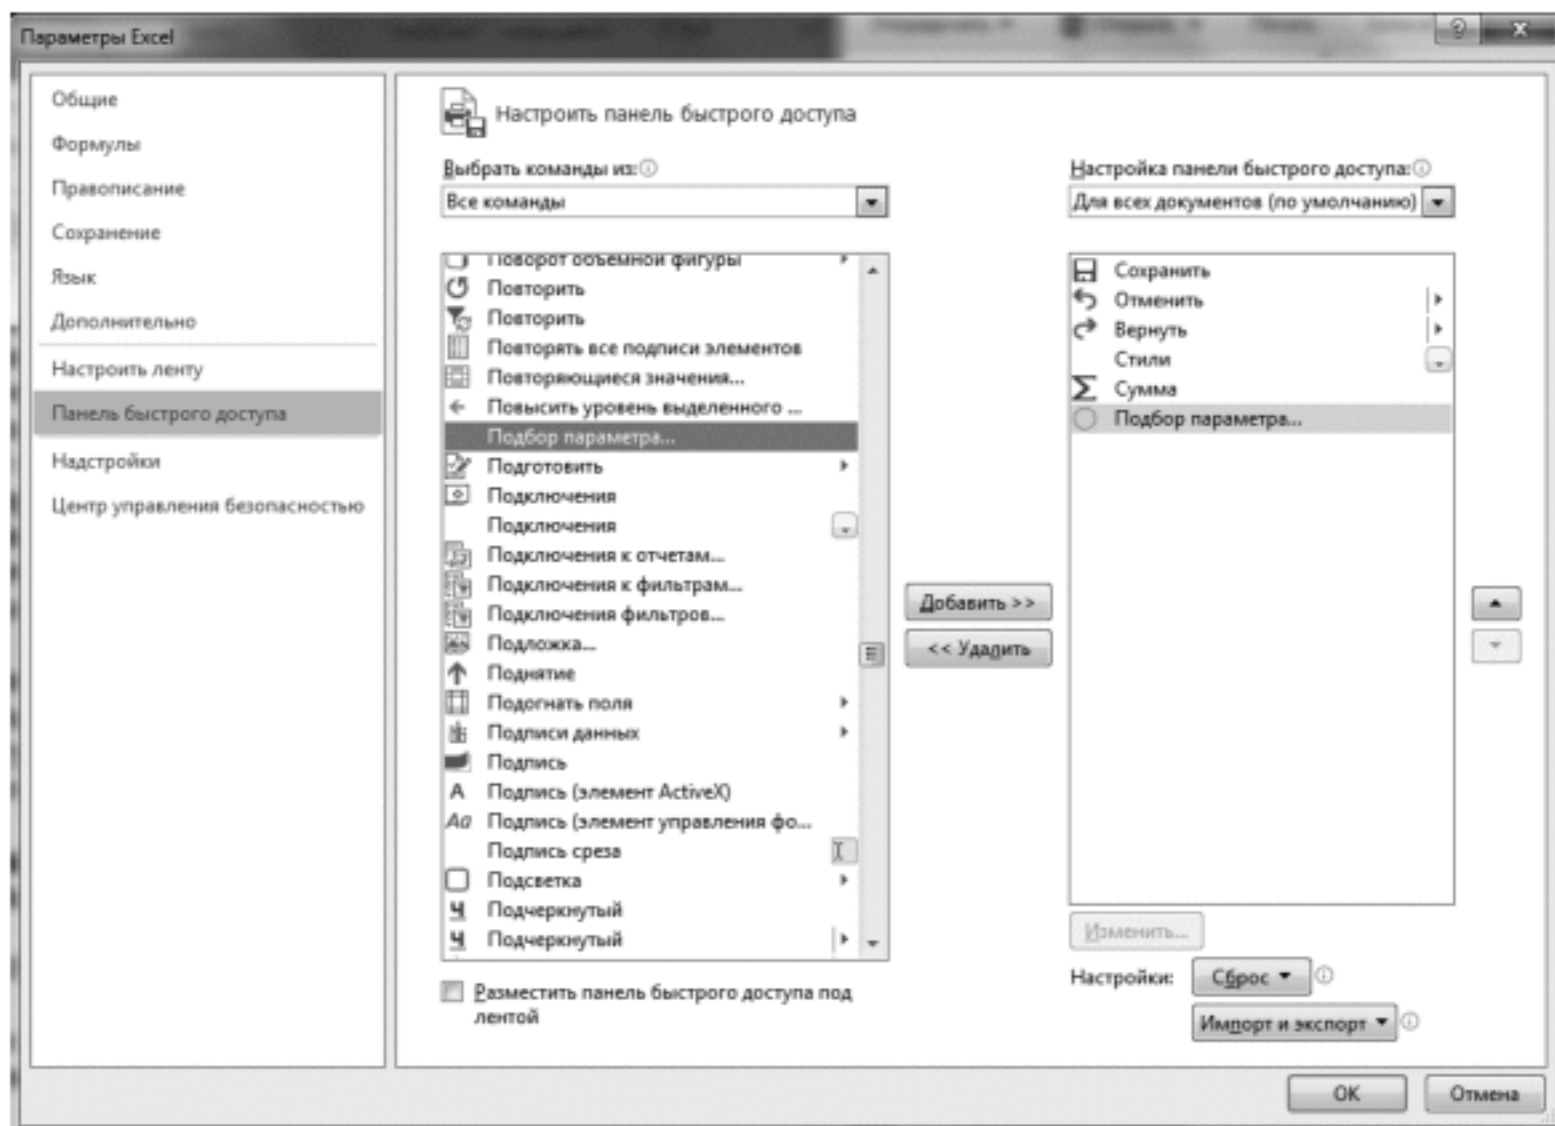 Параметры Excel
Общие
Формулы
Правописание
Сохранение
Язык
Дополнительно
Настроить ленту
Панель быстрого доступа
Надстройки
Центр управления безопасностью
Настроить панель быстрого доступа
Выбрать команды из:
Все команды
Поворот объемной фигуры
Повторить
Повторить
Повторять все подписи элементов
Повторяющиеся значения...
Повысить уровень выделенного ...
Подбор параметра...
Подготовить
Подключения
Подключения
Подключения к отчетам...
Подключения к фильтрам...
Подключения фильтров...
Подложка...
Поднятие
Подогнать поля
Подписи данных
Подпись
A Подпись (элемент ActiveX)
Aa Подпись (элемент управления фо...
Подпись среза
Подсветка
Ч Подчеркнутый
Ч Подчеркнутый
Разместить панель быстрого доступа под
лентой
Добавить >>
<< Удалить
Настройка панели быстрого доступа:
Для всех документов (по умолчанию)
Сохранить
Отменить
Вернуть
Стили
Σ Сумма
Подбор параметра...
Изменить...
Настройки: Сброс
Импорт и экспорт
ОК Отмена